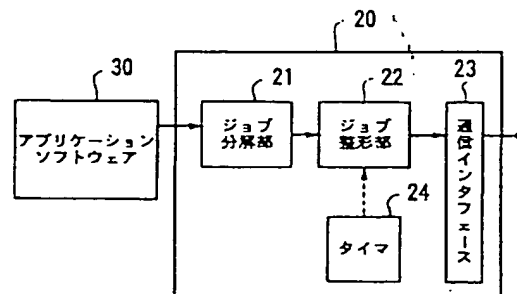 20
30
アプリケーション
ソフトウェア
21
ジョブ
分解部
22
ジョブ
整形部
23
通信インタフェース
24
タイマ